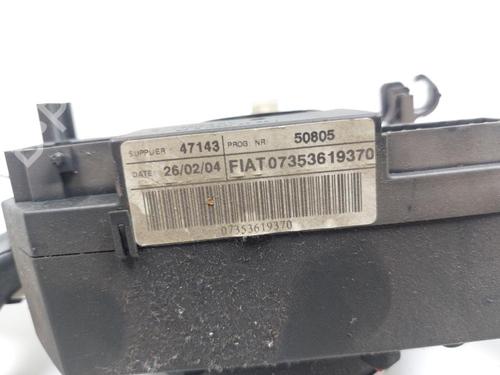 SUPPLIER 47143 PROG NR 50805
DATE 26/02/04 FIAT 07353619370
07353619370